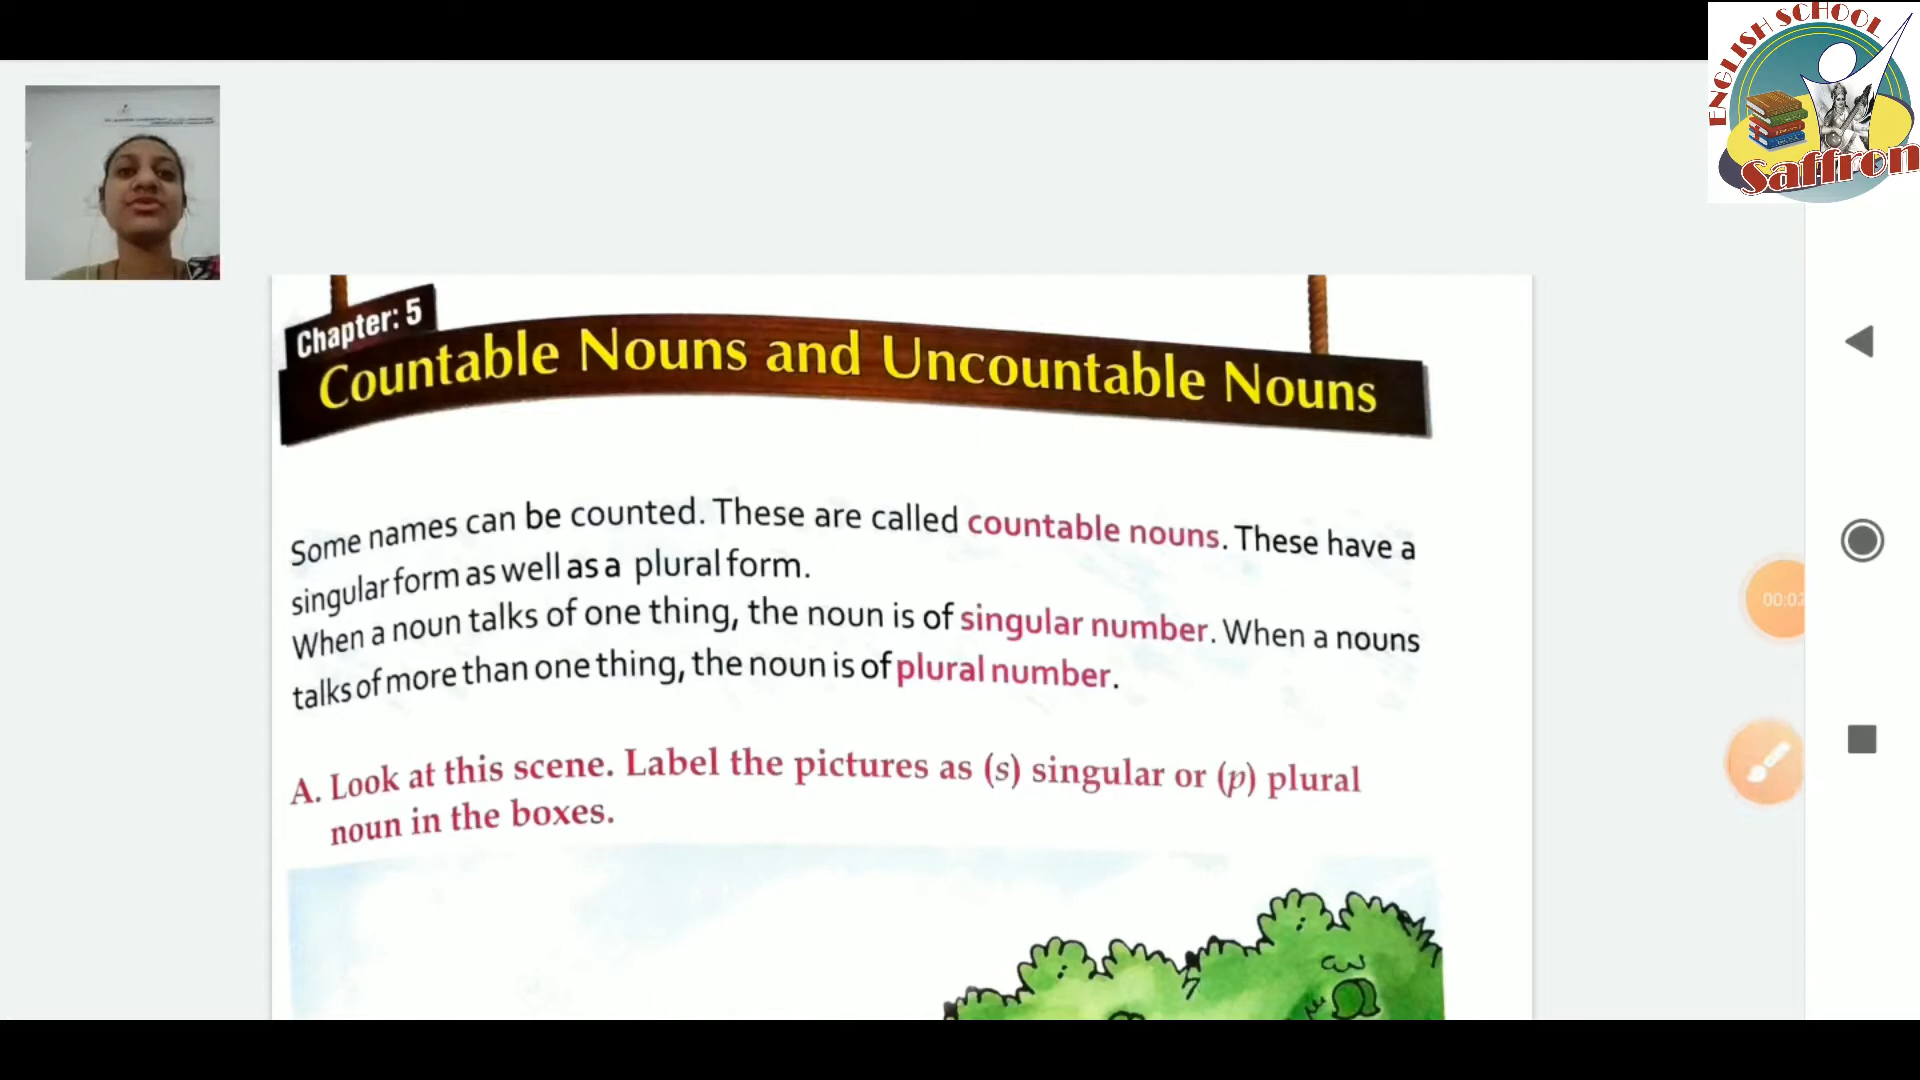 ENGLISH SCHOOL
Saffron
Chapter: 5
Countable Nouns and Uncountable Nouns
Some names can be counted. These are called countable nouns. These have a
singular form as well as a plural form.
When a noun talks of one thing, the noun is of singular number. When a nouns
talks of more than one thing, the noun is of plural number.
A. Look at this scene. Label the pictures as (s) singular or (p) plural
noun in the boxes.